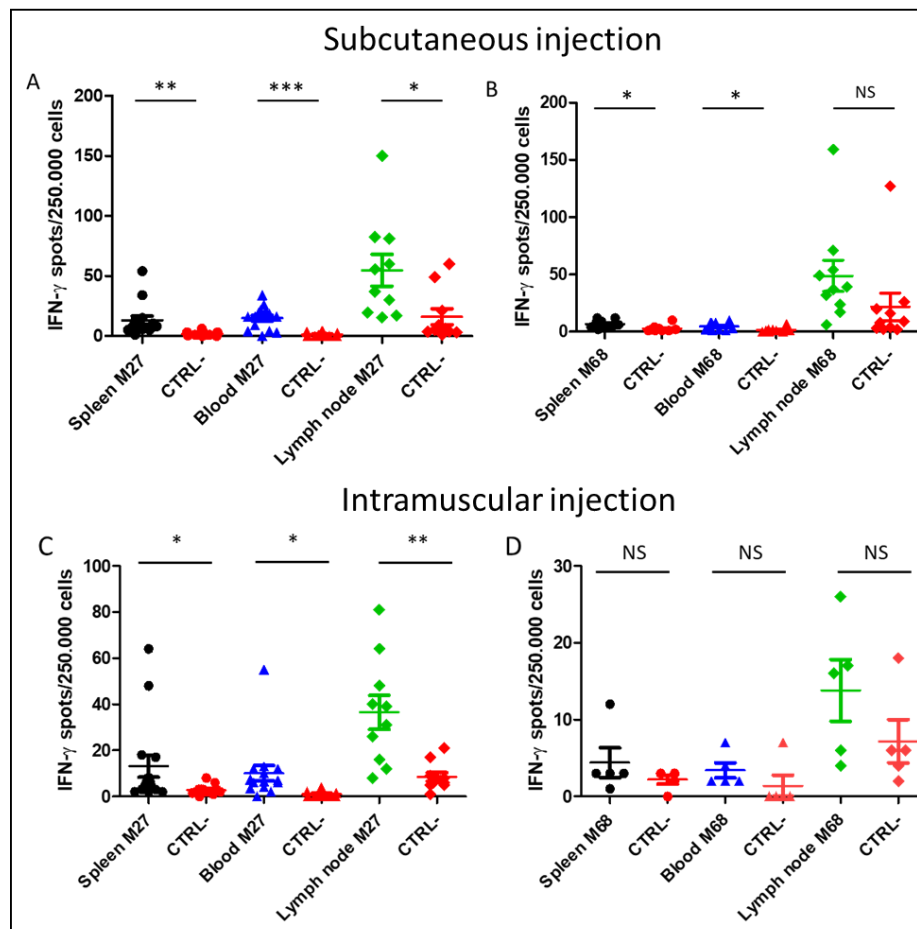 Subcutaneous injection
A
** *** *
IFN-γ spots/250.000 cells
200
150
100
50
0
Spleen M27
CTRL-
Blood M27
CTRL-
Lymph node M27
CTRL-
B
* * NS
IFN-γ spots/250.000 cells
200
150
100
50
0
Spleen M68
CTRL-
Blood M68
CTRL-
Lymph node M68
CTRL-
Intramuscular injection
C
* * **
IFN-γ spots/250.000 cells
100
80
60
40
20
0
Spleen M27
CTRL-
Blood M27
CTRL-
Lymph node M27
CTRL-
D
NS NS NS
IFN-γ spots/250.000 cells
30
20
10
0
Spleen M68
CTRL-
Blood M68
CTRL-
Lymph node M68
CTRL-